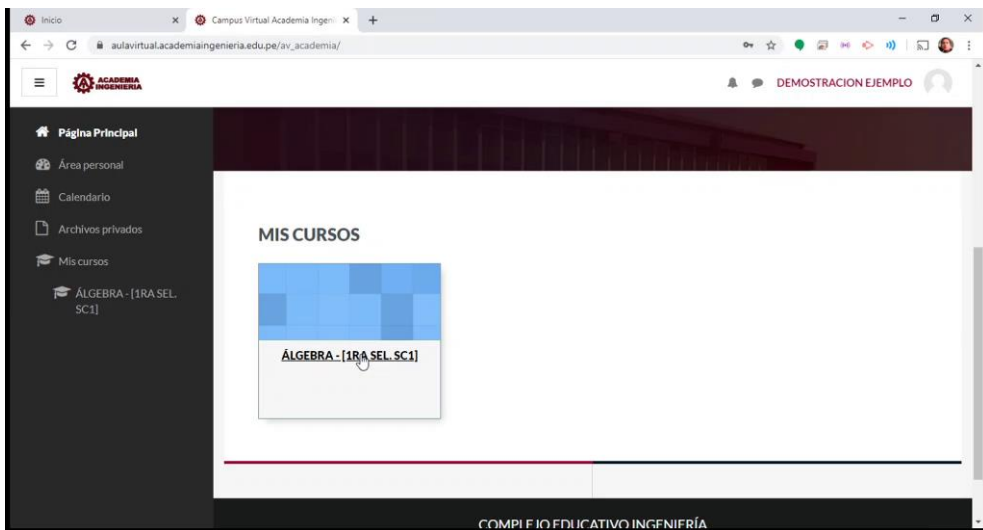 Inicio
Campus Virtual Academia Ingeni
aulavirtual.academiaingenieria.edu.pe/av_academia/
ACADEMIA
INGENIERIA
DEMOSTRACION EJEMPLO
Página Principal
Área personal
Calendario
Archivos privados
Mis cursos
ÁLGEBRA - [1RA SEL.
SC1]
MIS CURSOS
ÁLGEBRA - [1RA SEL. SC1]
COMPLEJO EDUCATIVO INGENIERÍA